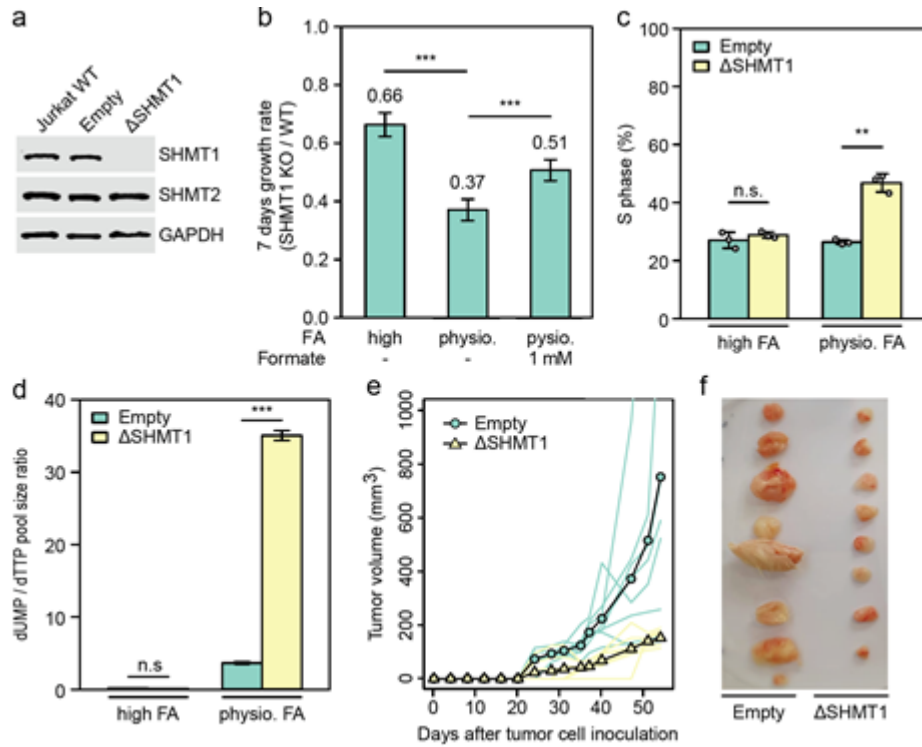 a
Jurkat WT
Empty
ΔSHMT1
SHMT1
SHMT2
GAPDH
b
7 days growth rate
(SHMT1 KO / WT)
1.0
0.8
0.6
0.4
0.2
0.0
***
***
0.66
0.37
0.51
FA high physio. pysio.
Formate - - 1 mM
c
Empty
ΔSHMT1
S phase (%)
100
80
60
40
20
0
n.s.
**
high FA physio. FA
d
Empty
ΔSHMT1
dUMP / dTTP pool size ratio
40
30
20
10
0
n.s
***
high FA physio. FA
e
Empty
ΔSHMT1
Tumor volume (mm3)
1000
800
600
400
200
0
0 10 20 30 40 50
Days after tumor cell inoculation
f
Empty ΔSHMT1